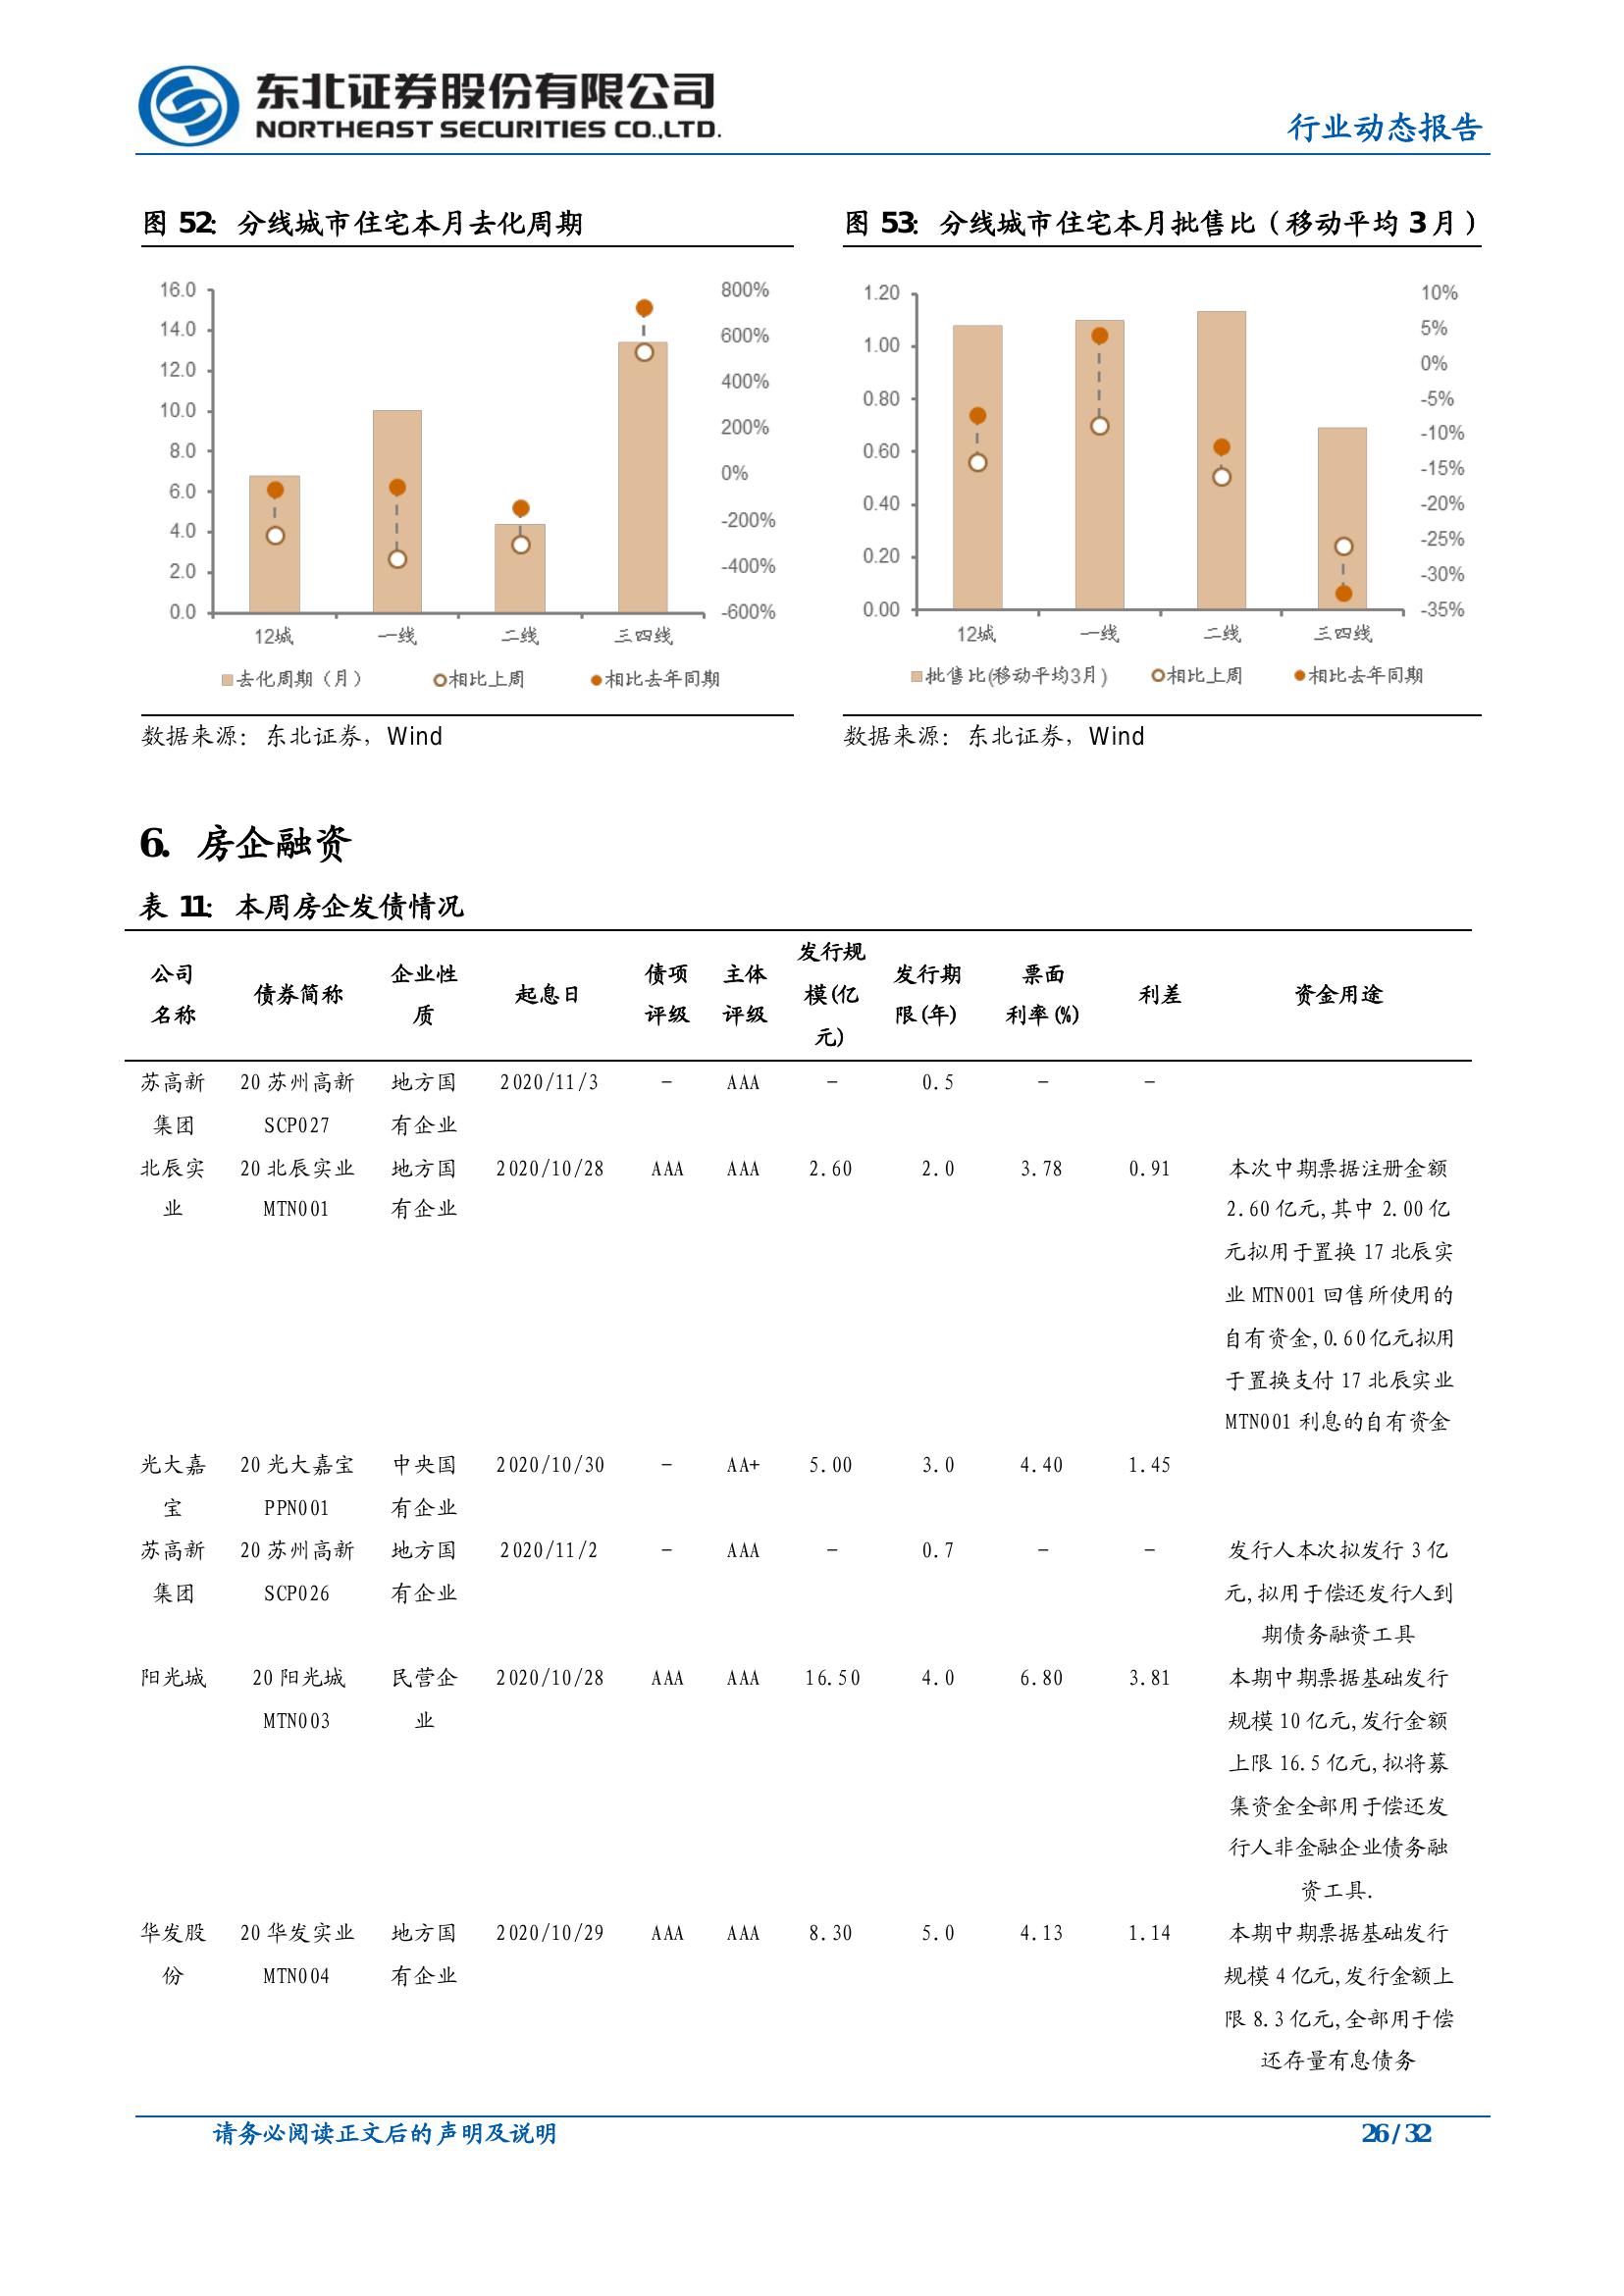 东北证券股份有限公司
NORTHEAST SECURITIES CO.,LTD.
行业动态报告
图 52：分线城市住宅本月去化周期
16.0
14.0
12.0
10.0
8.0
6.0
4.0
2.0
0.0
800%
600%
400%
200%
0%
-200%
-400%
-600%
12城 一线 二线 三四线
去化周期（月） 相比上周 相比去年同期
数据来源：东北证券，Wind
图 53：分线城市住宅本月批售比（移动平均 3 月）
1.20
1.00
0.80
0.60
0.40
0.20
0.00
10%
5%
0%
-5%
-10%
-15%
-20%
-25%
-30%
-35%
12城 一线 二线 三四线
批售比(移动平均3月) 相比上周 相比去年同期
数据来源：东北证券，Wind
6. 房企融资
表 11：本周房企发债情况
公司
名称
债券简称
企业性
质
起息日
债项
评级
主体
评级
发行规
模(亿
元)
发行期
限(年)
票面
利率(%)
利差
资金用途
苏高新 20 苏州高新 地方国 2020/11/3 - AAA - 0.5 - -
集团 SCP027 有企业
北辰实 20 北辰实业 地方国 2020/10/28 AAA AAA 2.60 2.0 3.78 0.91 本次中期票据注册金额
业 MTN001 有企业 2.60 亿元,其中 2.00 亿
元拟用于置换 17 北辰实
业 MTN001 回售所使用的
自有资金,0.60 亿元拟用
于置换支付 17 北辰实业
MTN001 利息的自有资金
光大嘉 20 光大嘉宝 中央国 2020/10/30 - AA+ 5.00 3.0 4.40 1.45
宝 PPN001 有企业
苏高新 20 苏州高新 地方国 2020/11/2 - AAA - 0.7 - - 发行人本次拟发行 3 亿
集团 SCP026 有企业 元,拟用于偿还发行人到
期债务融资工具
阳光城 20 阳光城 民营企 2020/10/28 AAA AAA 16.50 4.0 6.80 3.81 本期中期票据基础发行
MTN003 业 规模 10 亿元,发行金额
上限 16.5 亿元,拟将募
集资金全部用于偿还发
行人非金融企业债务融
资工具.
华发股 20 华发实业 地方国 2020/10/29 AAA AAA 8.30 5.0 4.13 1.14 本期中期票据基础发行
份 MTN004 有企业 规模 4 亿元,发行金额上
限 8.3 亿元,全部用于偿
还存量有息债务
请务必阅读正文后的声明及说明
26 / 32